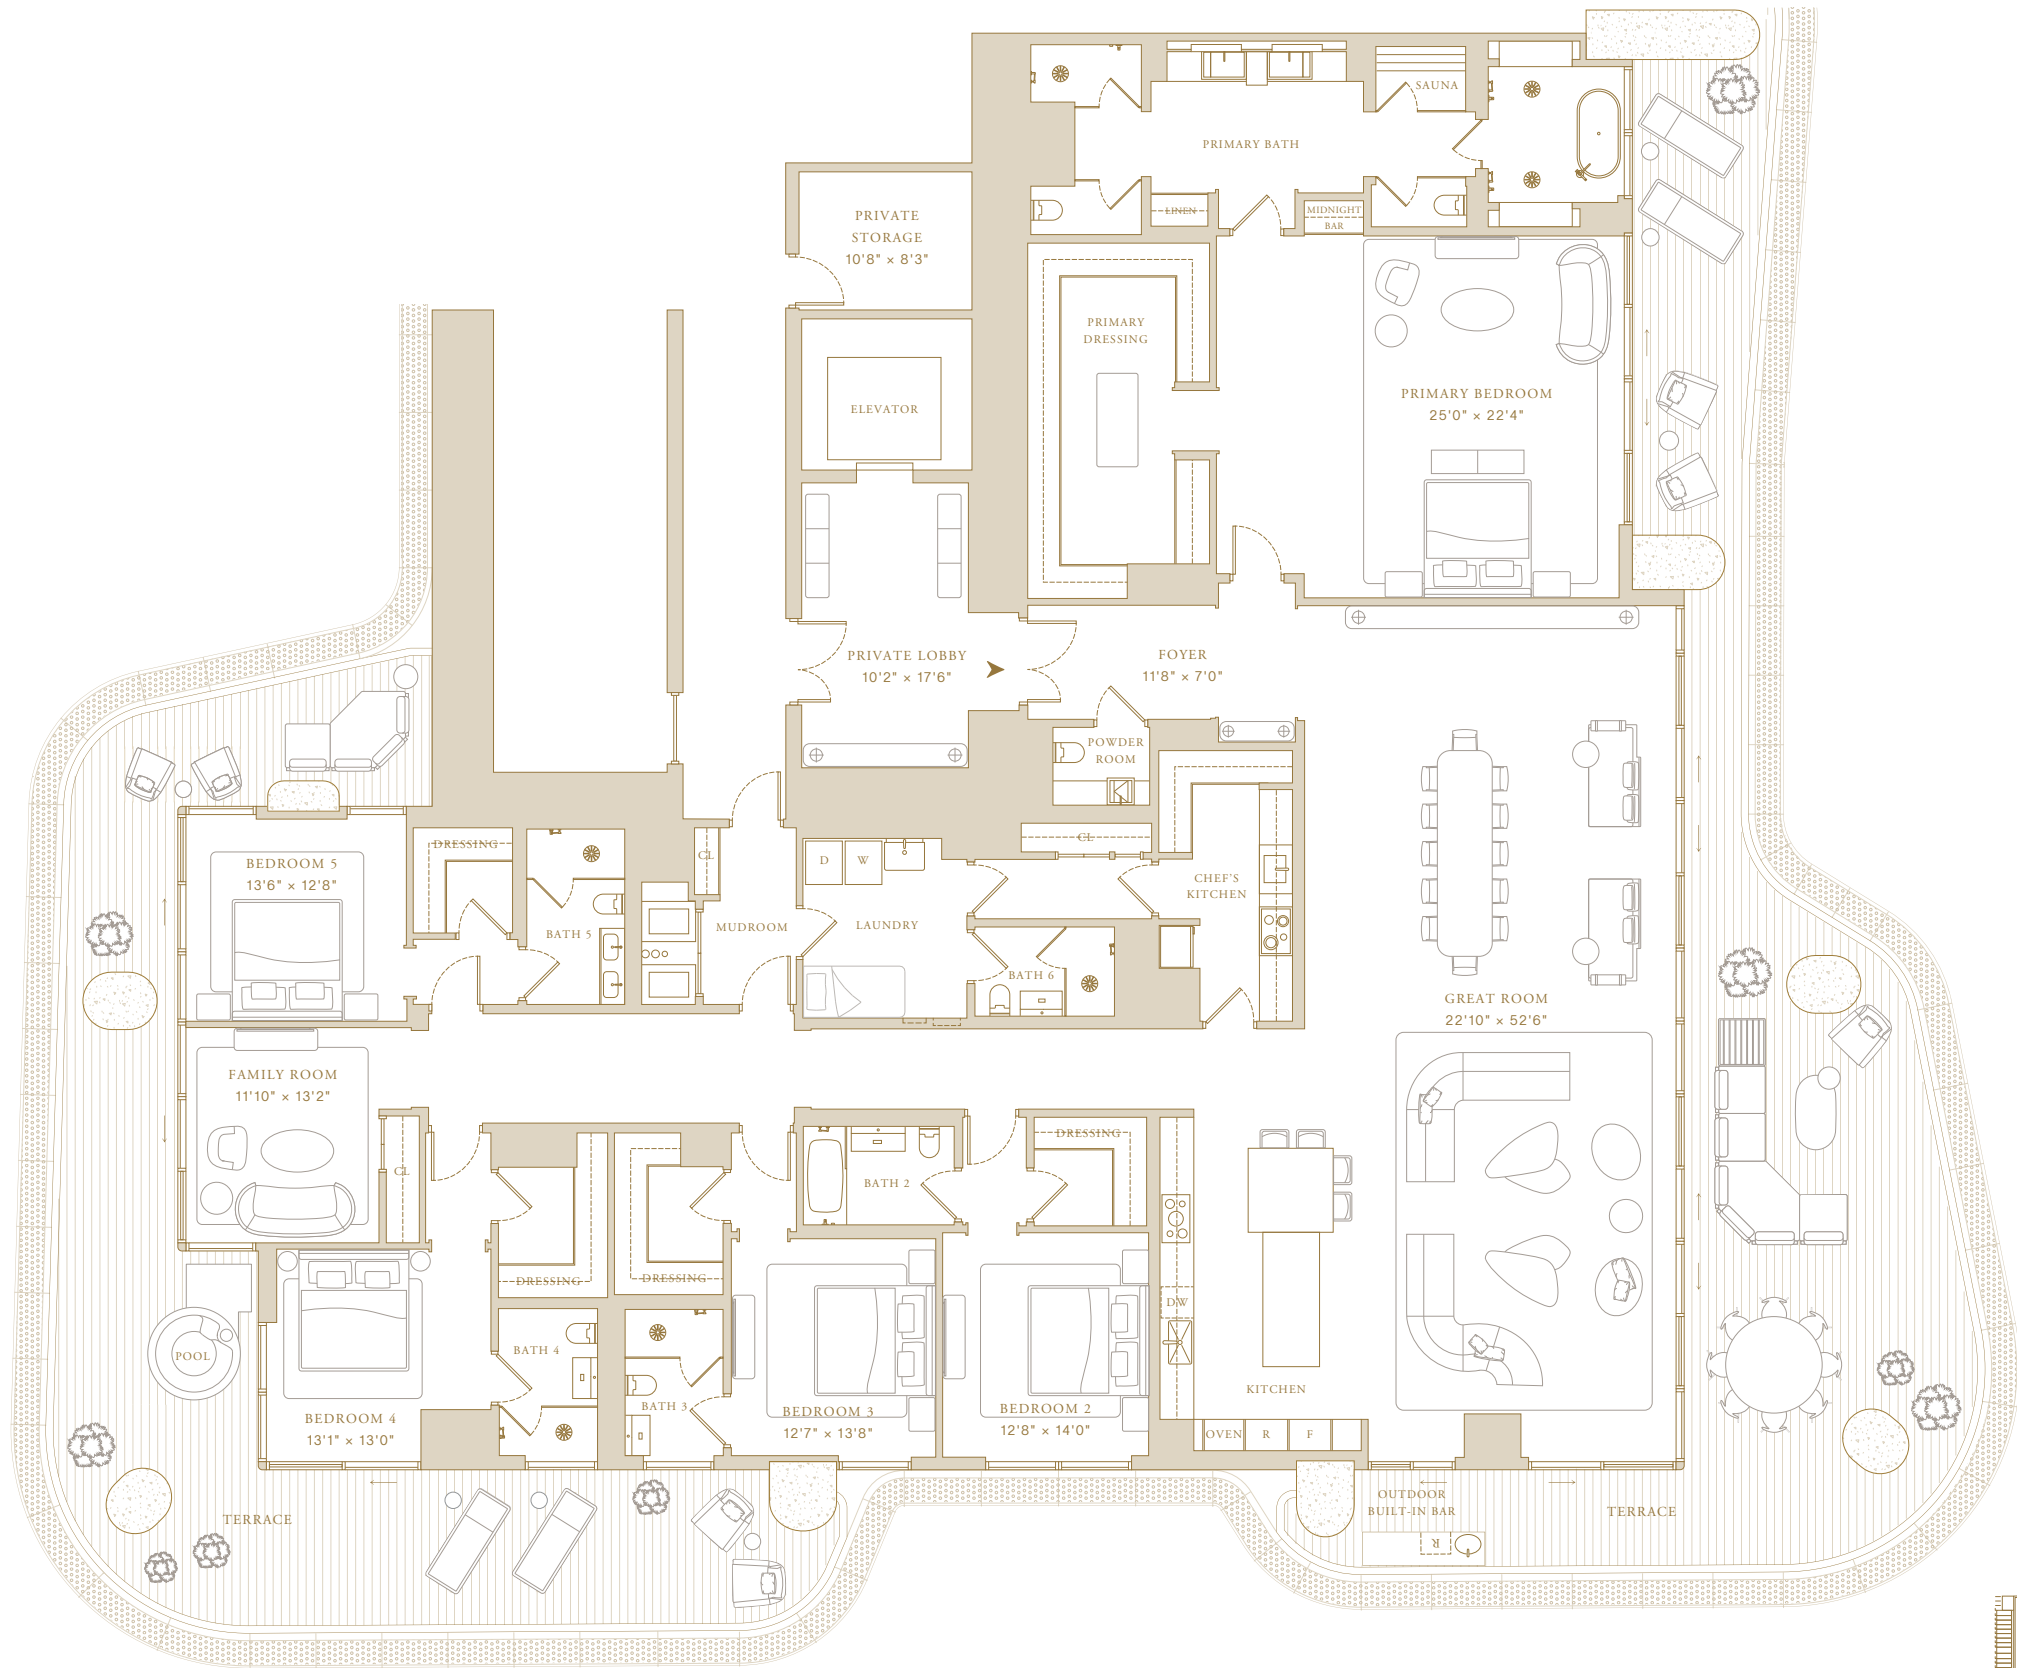 SAUNA
PRIMARY BATH
LINEN
MIDNIGHT
BAR
PRIVATE
STORAGE
10'8" × 8'3"
PRIMARY
DRESSING
ELEVATOR
PRIMARY BEDROOM
25'0" × 22'4"
PRIVATE LOBBY
10'2" × 17'6"
FOYER
11'8" × 7'0"
POWDER
ROOM
CL
DRESSING
CL
BEDROOM 5
13'6" × 12'8"
D
W
CHEF'S
KITCHEN
BATH 5
MUDROOM
LAUNDRY
BATH 6
GREAT ROOM
22'10" × 52'6"
FAMILY ROOM
11'10" × 13'2"
CL
DRESSING
BATH 2
DRESSING
DRESSING
DW
POOL
BATH 4
KITCHEN
BATH 3
BEDROOM 4
13'1" × 13'0"
BEDROOM 3
12'7" × 13'8"
BEDROOM 2
12'8" × 14'0"
OVEN
R
F
OUTDOOR
BUILT-IN BAR
R
TERRACE
TERRACE